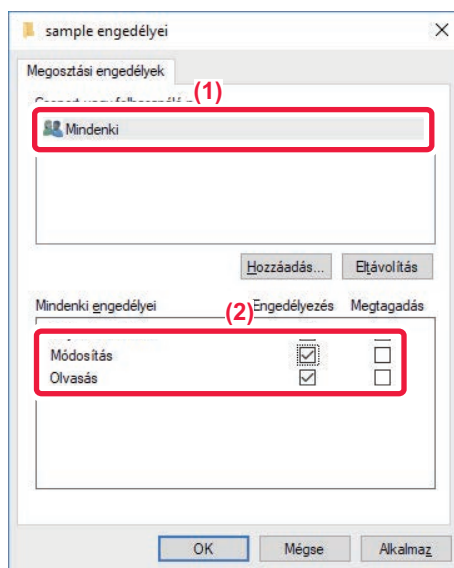 sample engedélyei
Megosztási engedélyek
(1)
Mindenki
Hozzáadás... Eltávolítás
Mindenki engedélyei (2) Engedélyezés Megtagadás
Módosítás
Olvasás
OK Mégse Alkalmaz